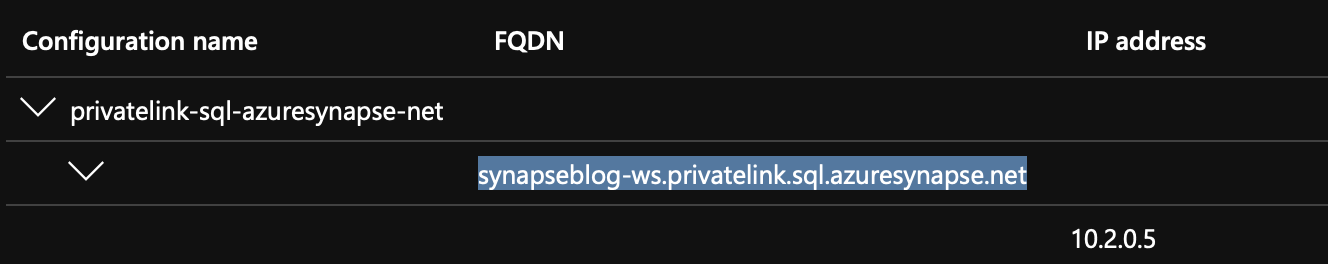 Configuration name FQDN IP address
privatelink-sql-azuresynapse-net
synapseblog-ws.privatelink.sql.azuresynapse.net
10.2.0.5